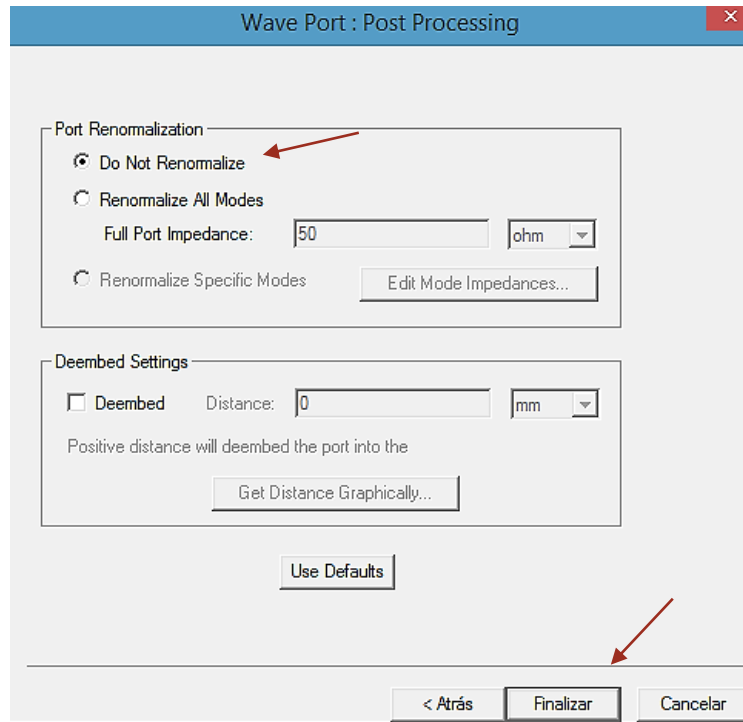 Wave Port : Post Processing
Port Renormalization
Do Not Renormalize
Renormalize All Modes
Full Port Impedance: 50 ohm
Renormalize Specific Modes Edit Mode Impedances...
Deembed Settings
Deembed Distance: 0 mm
Positive distance will deembed the port into the
Get Distance Graphically...
Use Defaults
< Atrás Finalizar Cancelar